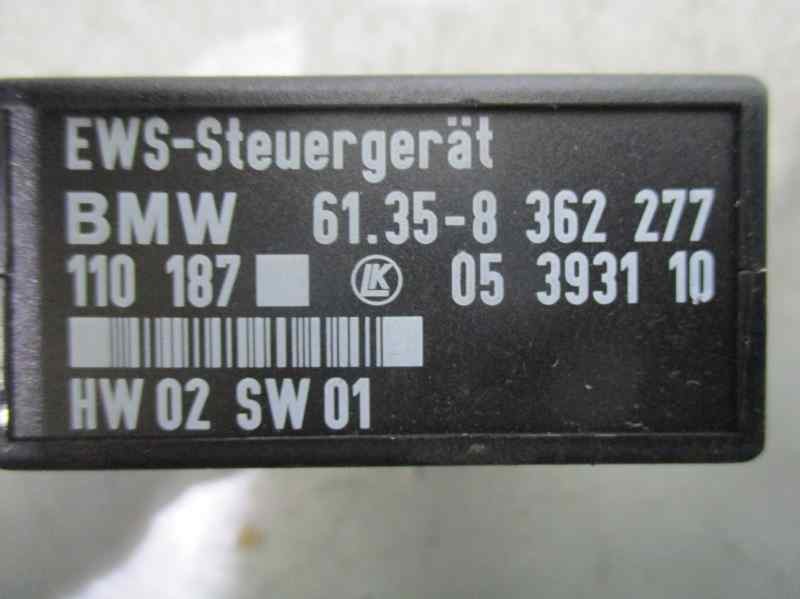 EWS-Steuergerät
BMW 61.35-8 362 277
110 187 LK 05 3931 10
HW 02 SW 01